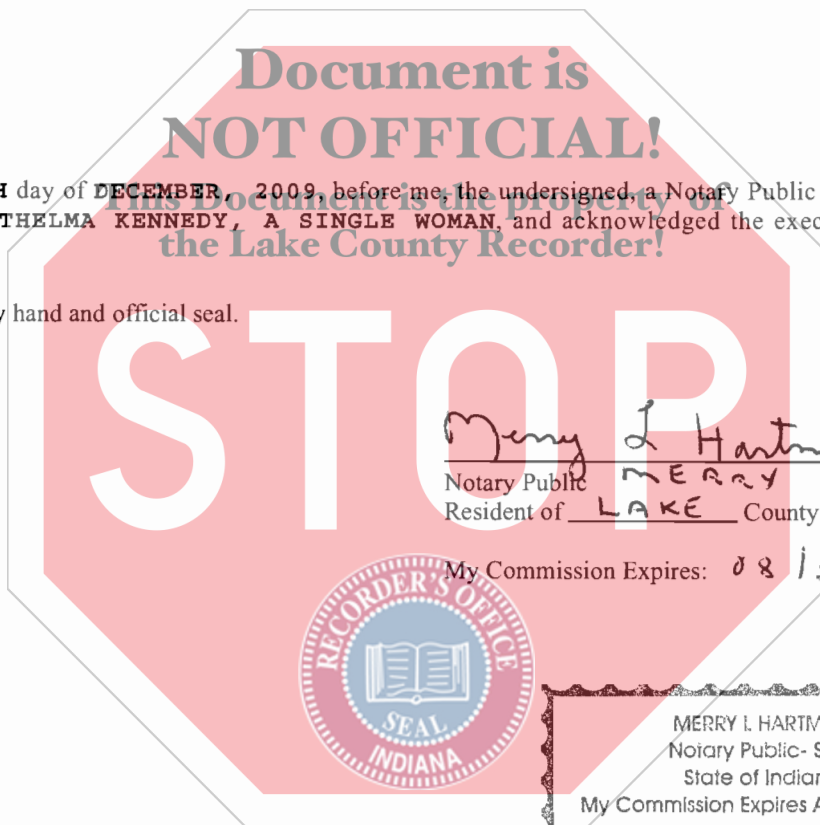 Document is
NOT OFFICIAL!
day of DECEMBER, 2009, before me, the undersigned, a Notary Public
This Document is the property of
THELMA KENNEDY, A SINGLE WOMAN, and acknowledged the exec
the Lake County Recorder!
hand and official seal.
STOP
Merry L Hartm
Notary Public MERRY
Resident of LAKE County
My Commission Expires: 08/
RECORDER'S OFFICE
SEAL
INDIANA
MERRY I. HARTM
Notary Public- S
State of Indian
My Commission Expires A